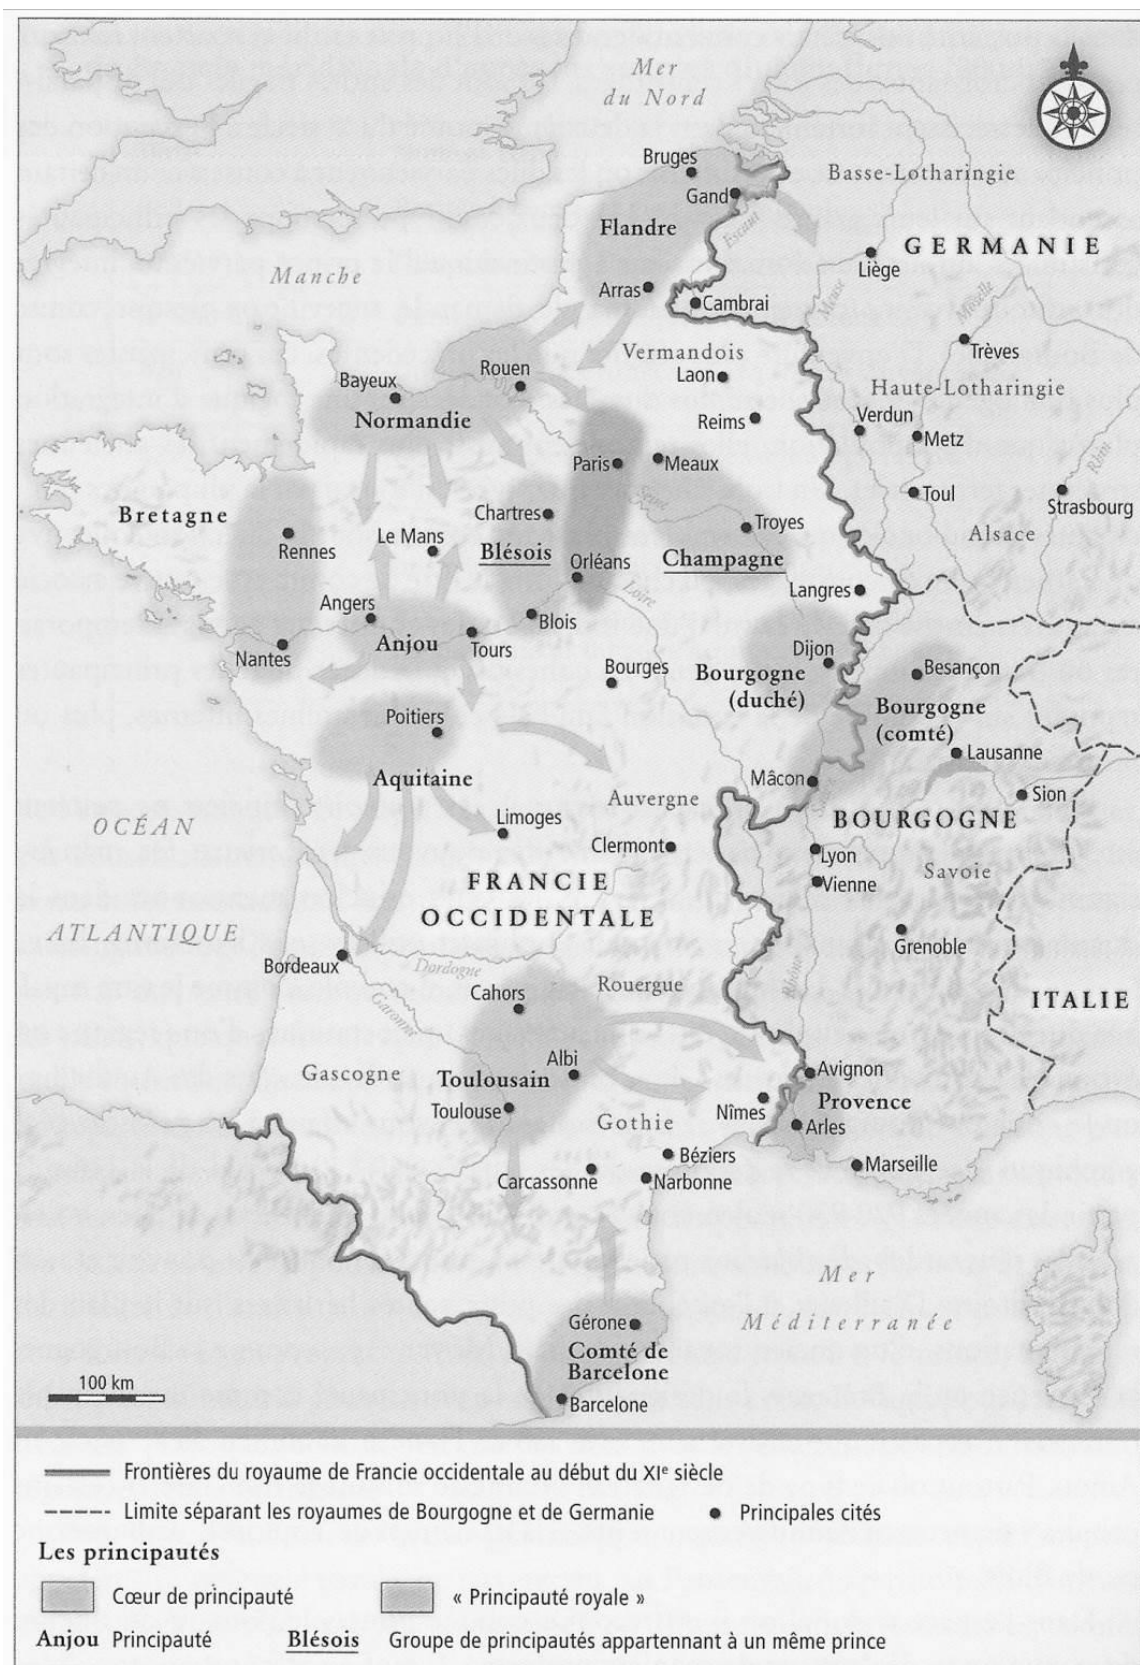 Mer
du Nord
Bruges
Gand
Basse-Lotharingie
Flandre
Escaut
GERMANIE
Liège
Manche
Arras
Cambrai
Meuse
Moselle
Vermandois
Trèves
Rouen
Laon
Bayeux
Haute-Lotharingie
Normandie
Reims
Verdun
Metz
Rhin
Paris
Meaux
Seine
Toul
Strasbourg
Bretagne
Chartres
Troyes
Rennes
Le Mans
Blésois
Alsace
Orléans
Champagne
Langres
Loire
Angers
Blois
Anjou
Tours
Nantes
Dijon
Bourges
Besançon
Bourgogne
(duché)
Bourgogne
(comté)
Poitiers
Lausanne
Aquitaine
Mâcon
Saône
Sion
Auvergne
OCÉAN
ATLANTIQUE
Limoges
BOURGOGNE
Clermont
Lyon
Savoie
Vienne
FRANCIE
OCCIDENTALE
Grenoble
Bordeaux
Dordogne
Garonne
Cahors
Rouergue
Rhône
ITALIE
Albi
Gascogne
Toulousain
Avignon
Toulouse
Nîmes
Provence
Gothie
Arles
Béziers
Marseille
Carcassonne
Narbonne
Mer
Méditerranée
Gérone
Comté de
Barcelone
Barcelone
100 km
Frontières du royaume de Francie occidentale au début du XIe siècle
Limite séparant les royaumes de Bourgogne et de Germanie
Principales cités
Les principautés
Cœur de principauté
« Principauté royale »
Anjou Principauté
Blésois Groupe de principautés appartennant à un même prince